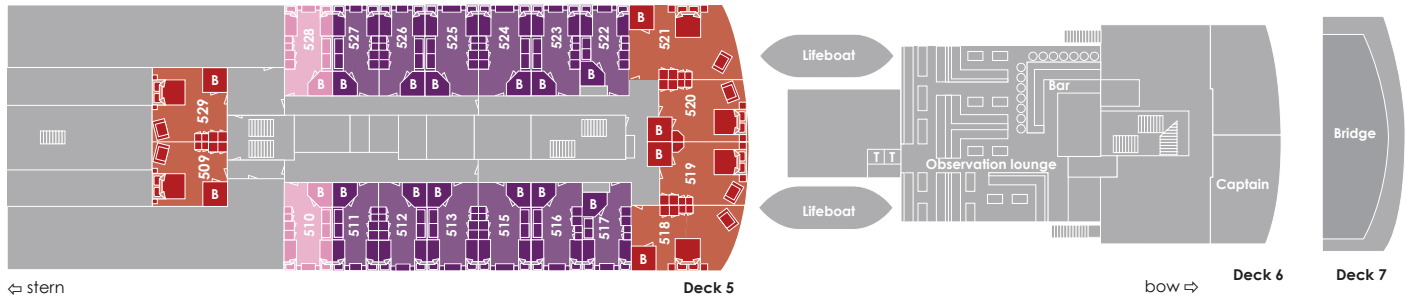 528
527
526
525
524
523
522
521
B
B
B
B
B
B
B
B
529
B
509
B
520
B
B
519
510
511
512
513
515
516
517
518
B
B
B
B
B
B
B
B
Lifeboat
Lifeboat
Bar
T T
Observation lounge
Captain
Bridge
⇦ stern
Deck 5
bow ⇨
Deck 6
Deck 7